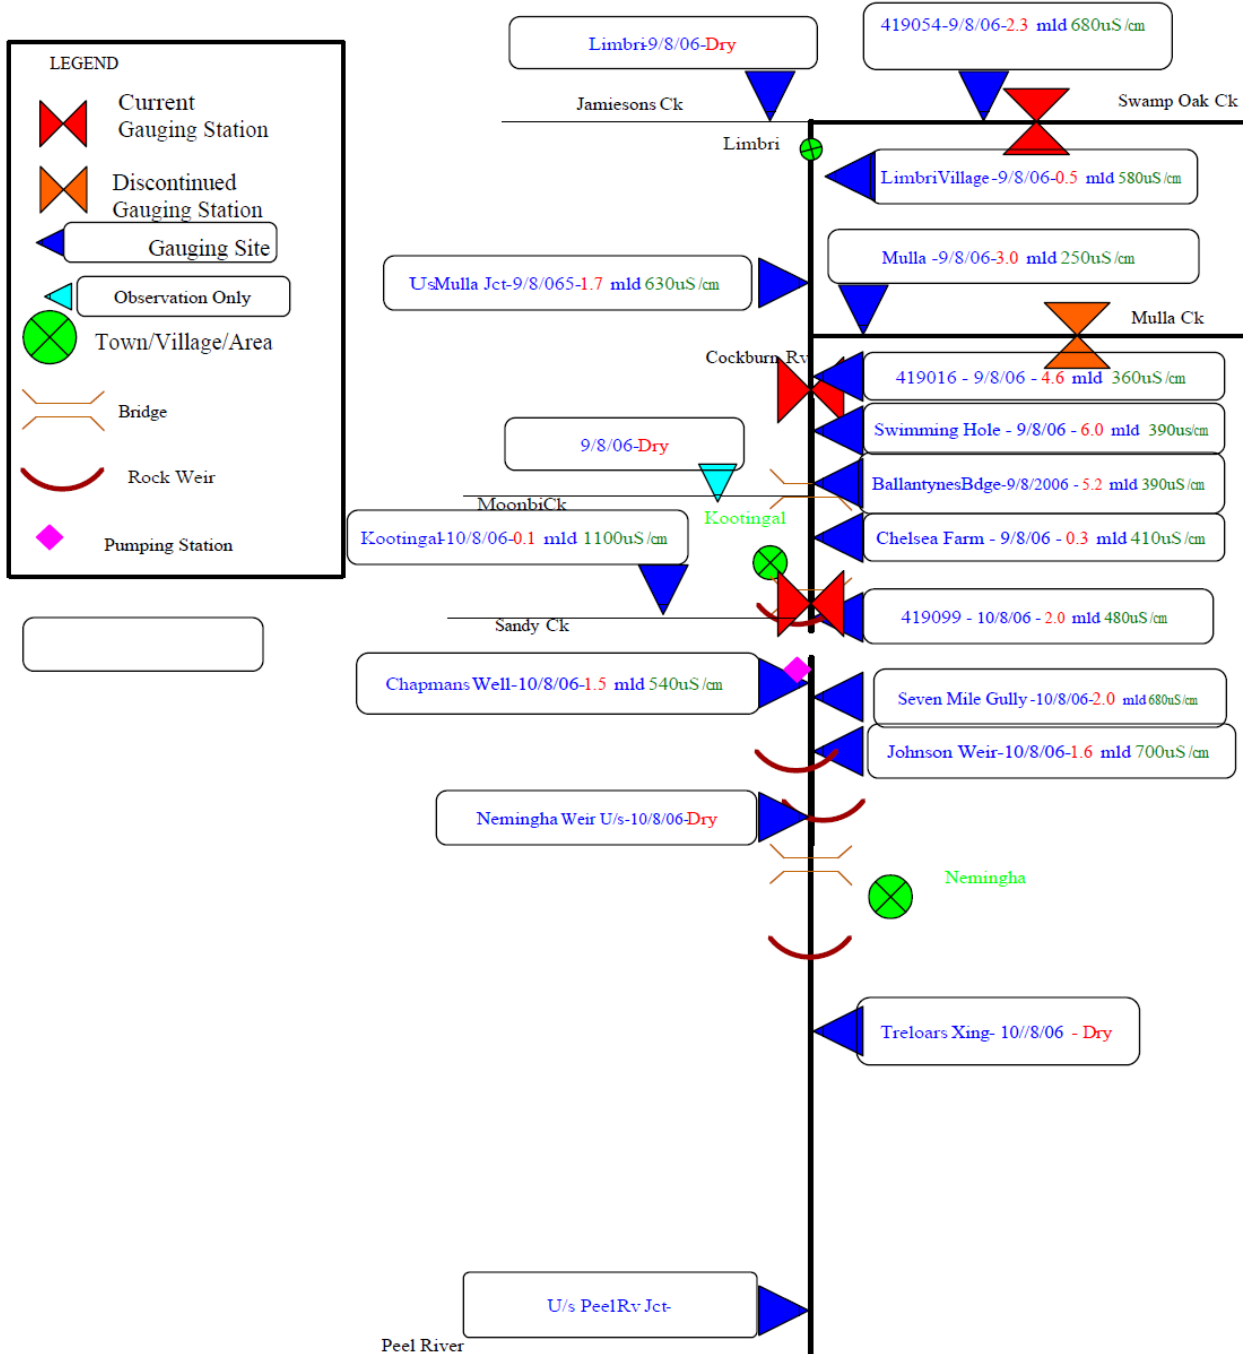 Limbri-9/8/06-Dry
419054-9/8/06-2.3 mld 680uS/cm
LEGEND
Current
Gauging Station
Jamiesons Ck
Swamp Oak Ck
Limbri
Discontinued
Gauging Station
LimbriVillage-9/8/06-0.5 mld 580uS/cm
Gauging Site
Mulla -9/8/06-3.0 mld 250uS/cm
UsMulla Jct-9/8/065-1.7 mld 630uS/cm
Observation Only
Mulla Ck
Town/Village/Area
Cockburn Rv
419016 - 9/8/06 - 4.6 mld 360uS/cm
Bridge
Swimming Hole - 9/8/06 - 6.0 mld 390us/cm
9/8/06-Dry
Rock Weir
BallantynesBdge-9/8/2006 - 5.2 mld 390uS/cm
MoonbiCk
Kootingal
Pumping Station
Kootingal-10/8/06-0.1 mld 1100uS/cm
Chelsea Farm - 9/8/06 - 0.3 mld 410uS/cm
Sandy Ck
419099 - 10/8/06 - 2.0 mld 480uS/cm
Chapmans Well-10/8/06-1.5 mld 540uS/cm
Seven Mile Gully-10/8/06-2.0 mld 680uS/cm
Johnson Weir-10/8/06-1.6 mld 700uS/cm
Nemingha Weir U/s-10/8/06-Dry
Nemingha
Treloars Xing- 10//8/06 - Dry
U/s PeelRv Jct-
Peel River